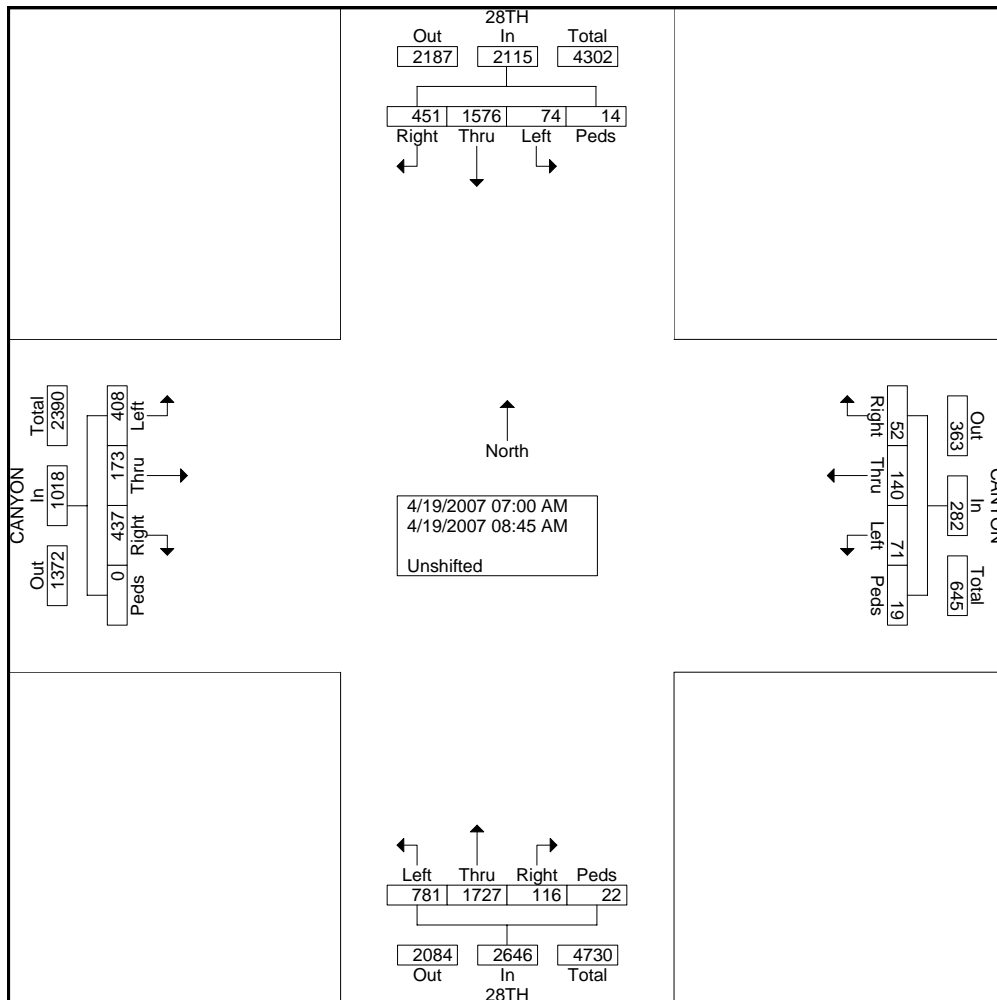 28TH
Out In Total
2187 2115 4302
451 1576 74 14
Right Thru Left Peds
CANYON
Total In Out
2390 1018 1372
408 173 437 0
Left Thru Right Peds
North
4/19/2007 07:00 AM
4/19/2007 08:45 AM
Unshifted
Right Thru Left Peds
52 140 71 19
363 282 645
Out In Total
CANYON
Left Thru Right Peds
781 1727 116 22
2084 2646 4730
Out In Total
28TH